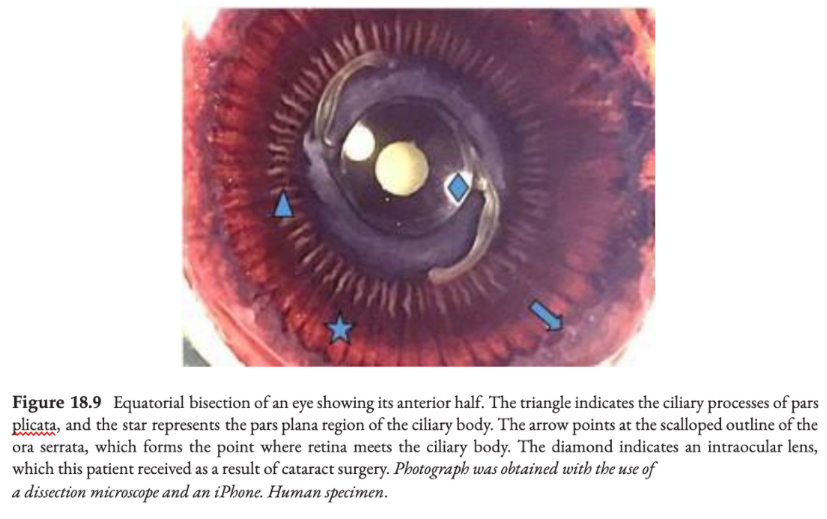 Figure 18.9 Equatorial bisection of an eye showing its anterior half. The triangle indicates the ciliary processes of pars
plicata, and the star represents the pars plana region of the ciliary body. The arrow points at the scalloped outline of the
ora serrata, which forms the point where retina meets the ciliary body. The diamond indicates an intraocular lens,
which this patient received as a result of cataract surgery. Photograph was obtained with the use of
a dissection microscope and an iPhone. Human specimen.